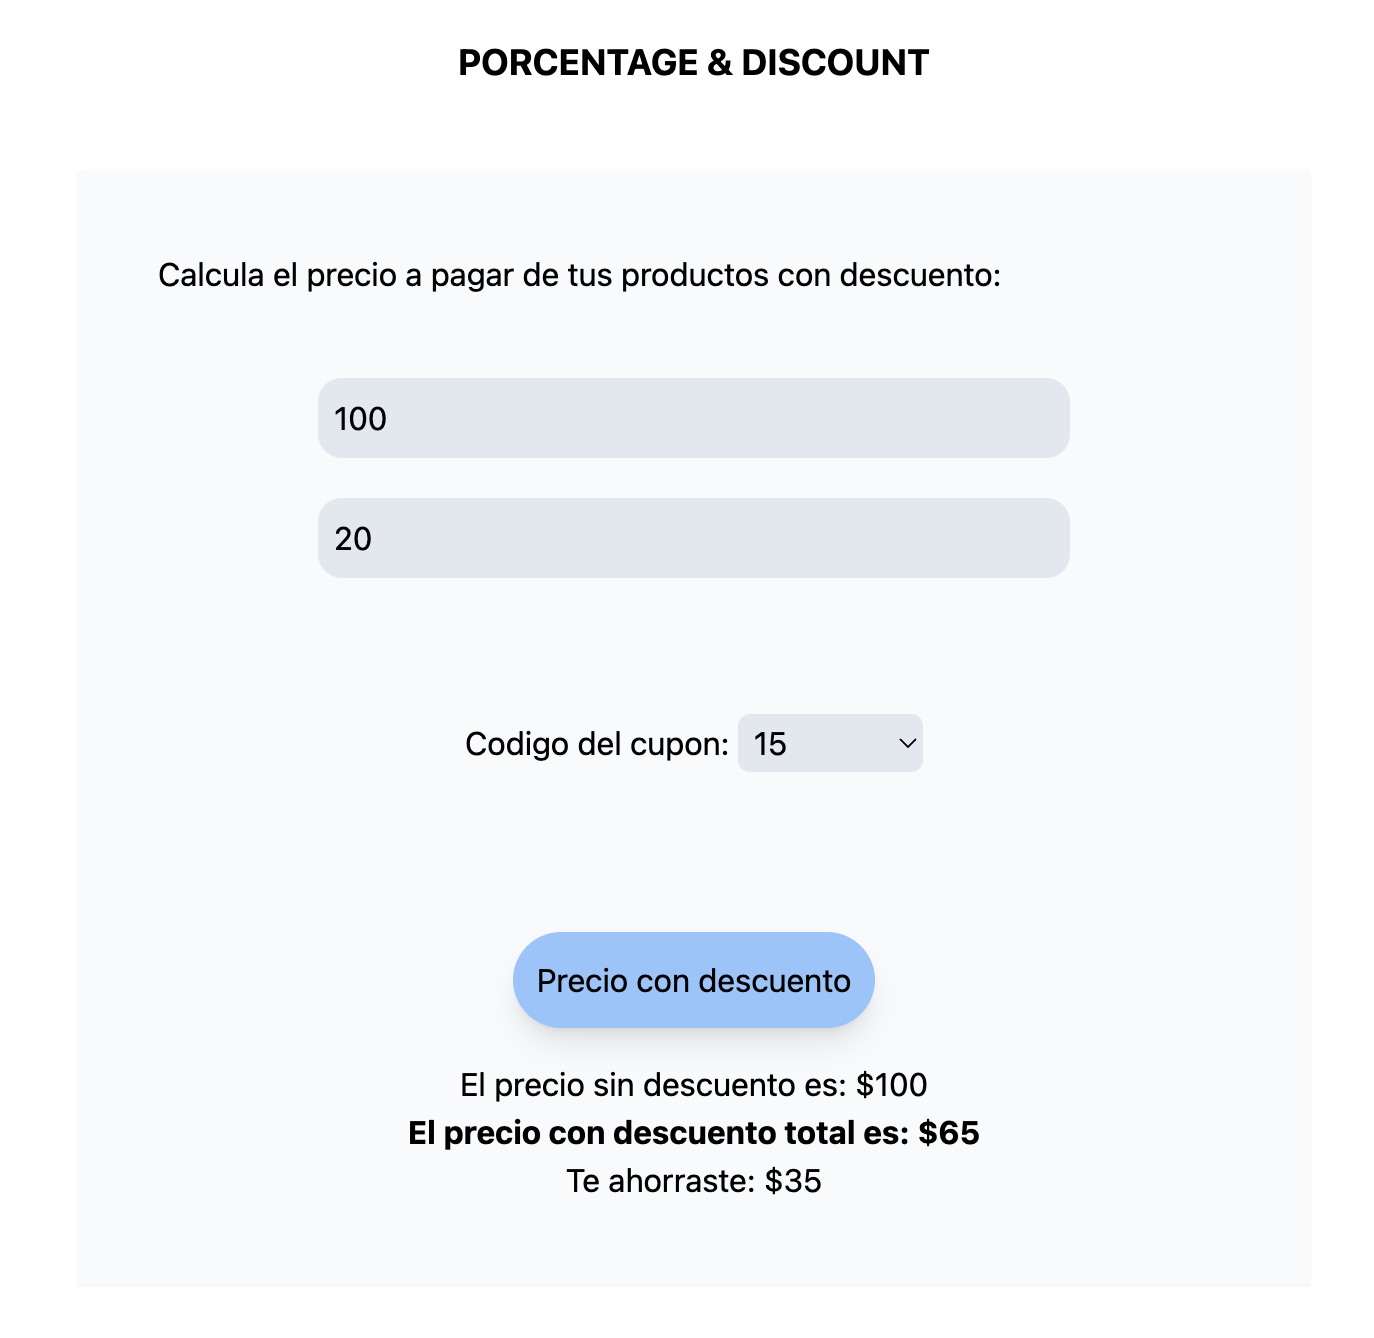 PORCENTAGE & DISCOUNT
Calcula el precio a pagar de tus productos con descuento:
100
20
Codigo del cupon: 15
Precio con descuento
El precio sin descuento es: $100
El precio con descuento total es: $65
Te ahorraste: $35